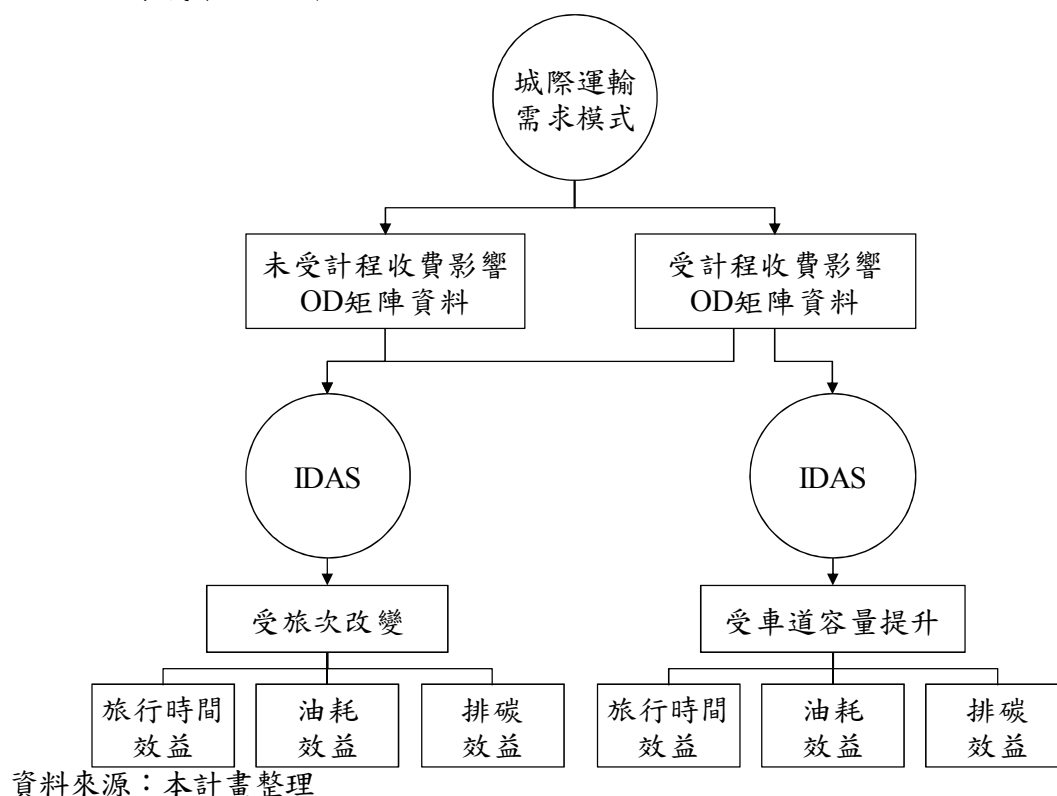 城際運輸
需求模式
未受計程收費影響
OD矩陣資料
受計程收費影響
OD矩陣資料
IDAS
IDAS
受旅次改變
受車道容量提升
旅行時間
效益
油耗
效益
排碳
效益
旅行時間
效益
油耗
效益
排碳
效益
資料來源：本計畫整理